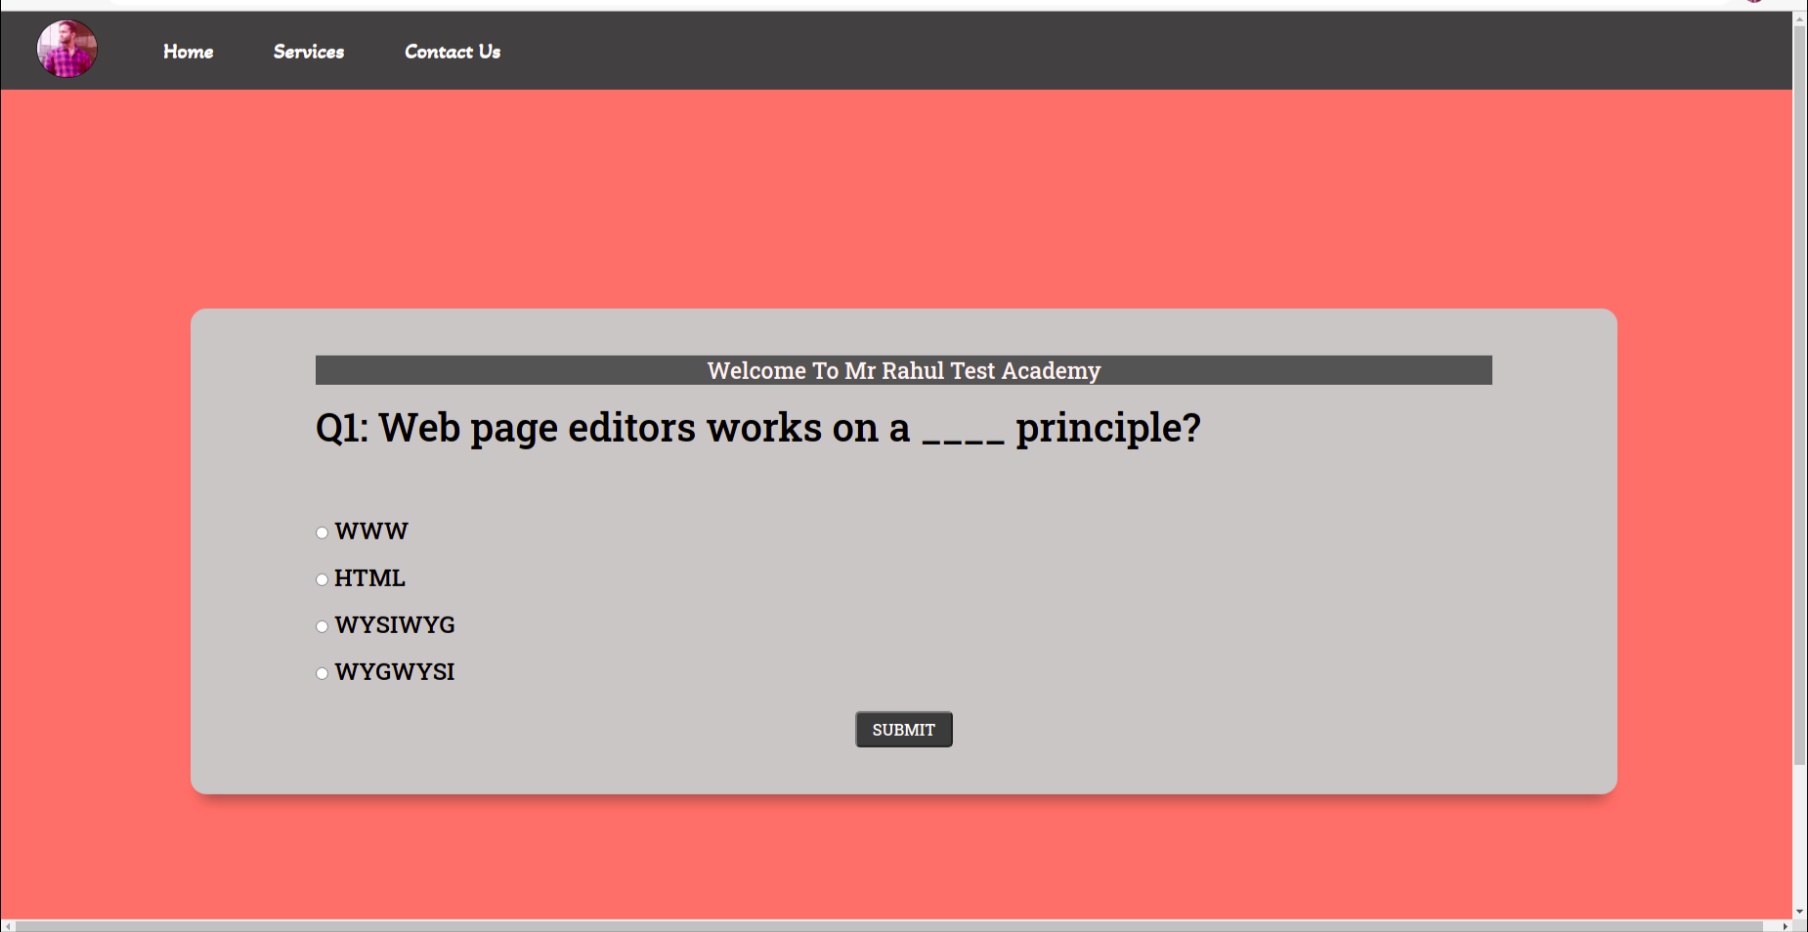 Home Services Contact Us
Welcome To Mr Rahul Test Academy
Q1: Web page editors works on a ____ principle?
WWW
HTML
WYSIWYG
WYGWYSI
SUBMIT